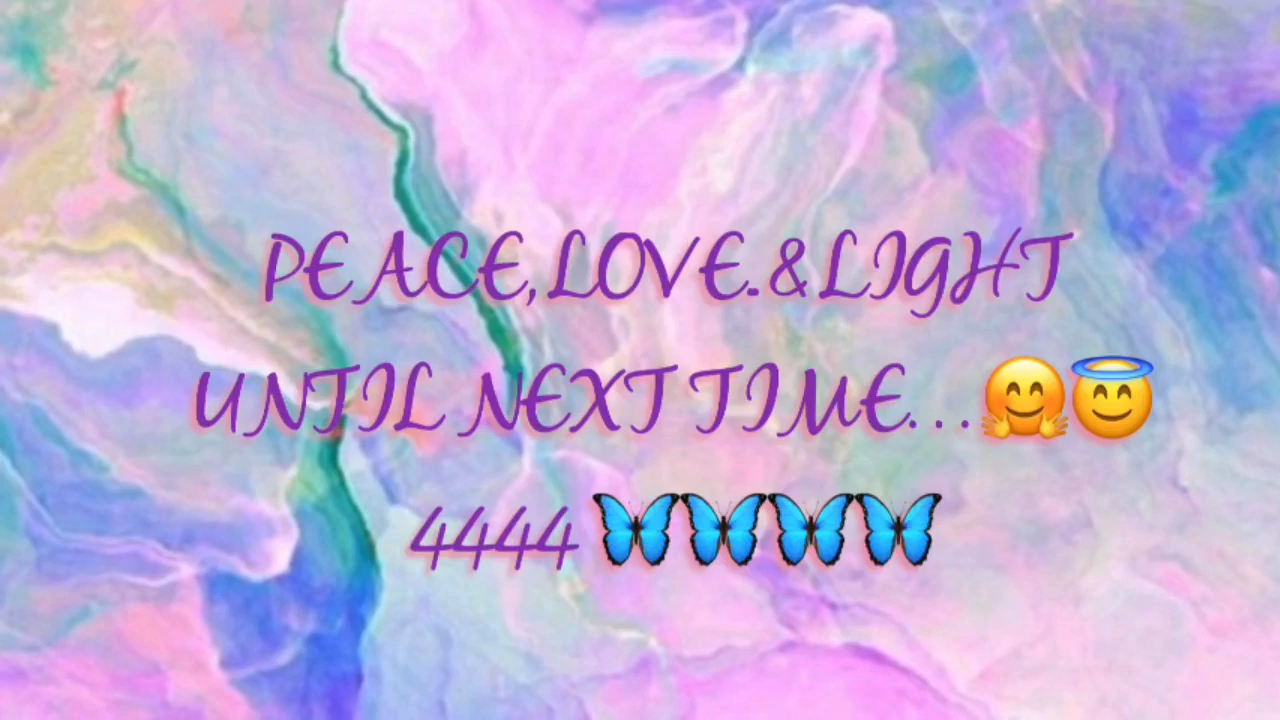 PEACE,LOVE.&LIGHT
UNTIL NEXT TIME...🤗😇
4444 🦋🦋🦋🦋